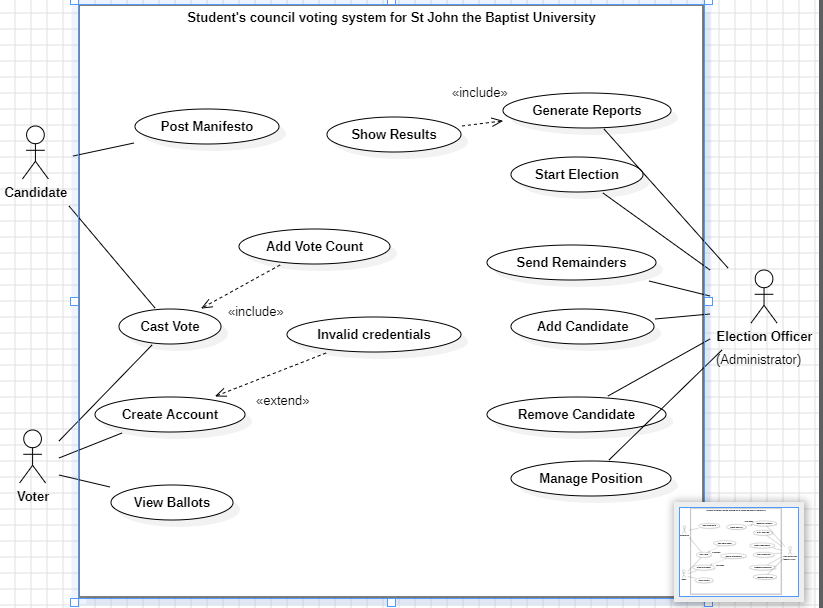 Student's council voting system for St John the Baptist University
«include»
Generate Reports
Post Manifesto
Show Results
Start Election
Candidate
Add Vote Count
Send Remainders
«include»
Cast Vote
Invalid credentials
Add Candidate
Election Officer
(Administrator)
«extend»
Create Account
Remove Candidate
Manage Position
Voter
View Ballots